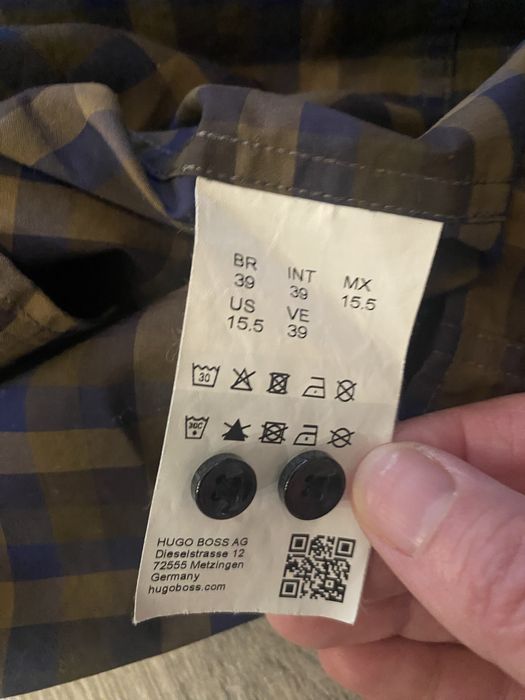 BR INT MX
39 39 15.5
US VE
15.5 39
30
30C
HUGO BOSS AG
Dieselstrasse 12
72555 Metzingen
Germany
hugoboss.com